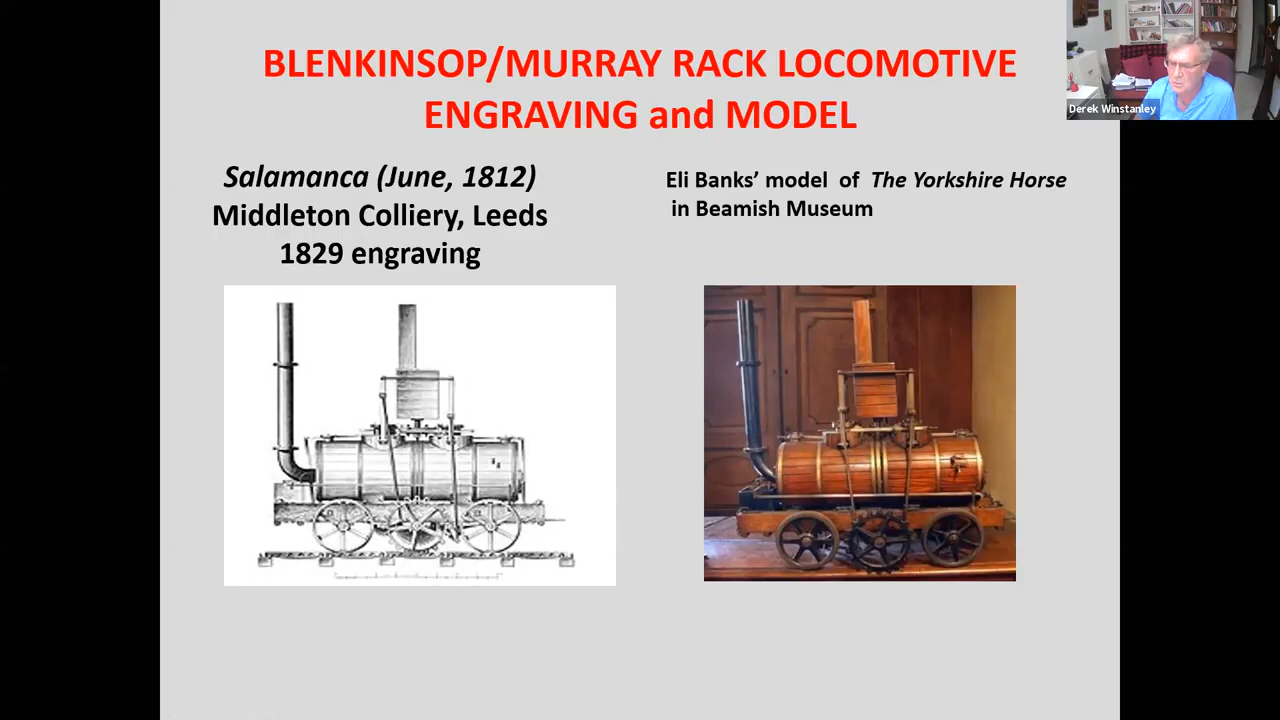 BLENKINSOP/MURRAY RACK LOCOMOTIVE
ENGRAVING and MODEL
Salamanca (June, 1812)
Middleton Colliery, Leeds
1829 engraving
Eli Banks’ model of The Yorkshire Horse
in Beamish Museum
Derek Winstanley